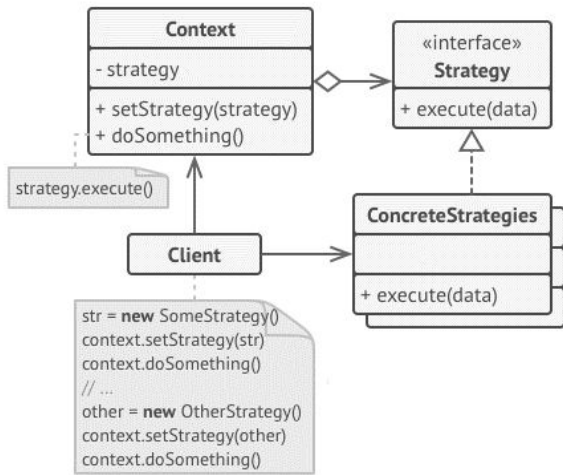 Context
- strategy
+ setStrategy(strategy)
+ doSomething()
«interface»
Strategy
+ execute(data)
strategy.execute()
Client
ConcreteStrategies
+ execute(data)
str = new SomeStrategy()
context.setStrategy(str)
context.doSomething()
// ...
other = new OtherStrategy()
context.setStrategy(other)
context.doSomething()